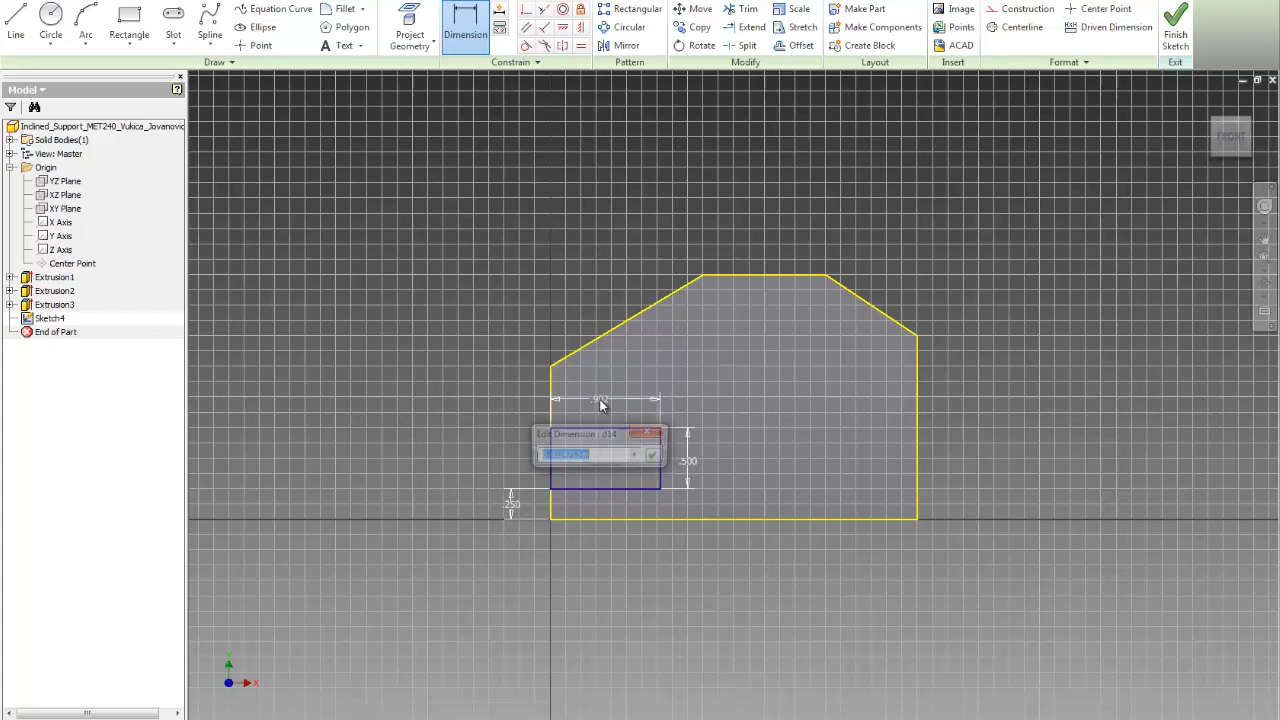 Equation Curve Fillet Rectangular Move Trim Scale Make Part Image Construction Center Point
Ellipse Chamfer Circular Copy Extend Stretch Make Components Points Centerline Driven Dimension
Line Circle Arc Rectangle Slot Spline Point Text Project Geometry Dimension Mirror Rotate Split Offset Create Block ACAD Finish Sketch
Draw Constrain Pattern Modify Layout Insert Format Exit
Model
Inclined_Support_MET240_Vukica_Jovanovic
Solid Bodies(1)
View: Master
Origin
YZ Plane
XZ Plane
XY Plane
X Axis
Y Axis
Z Axis
Center Point
Extrusion1
Extrusion2
Extrusion3
Sketch4
End of Part
FRONT
Edit Dimension : d14
.500
.250
Y
X